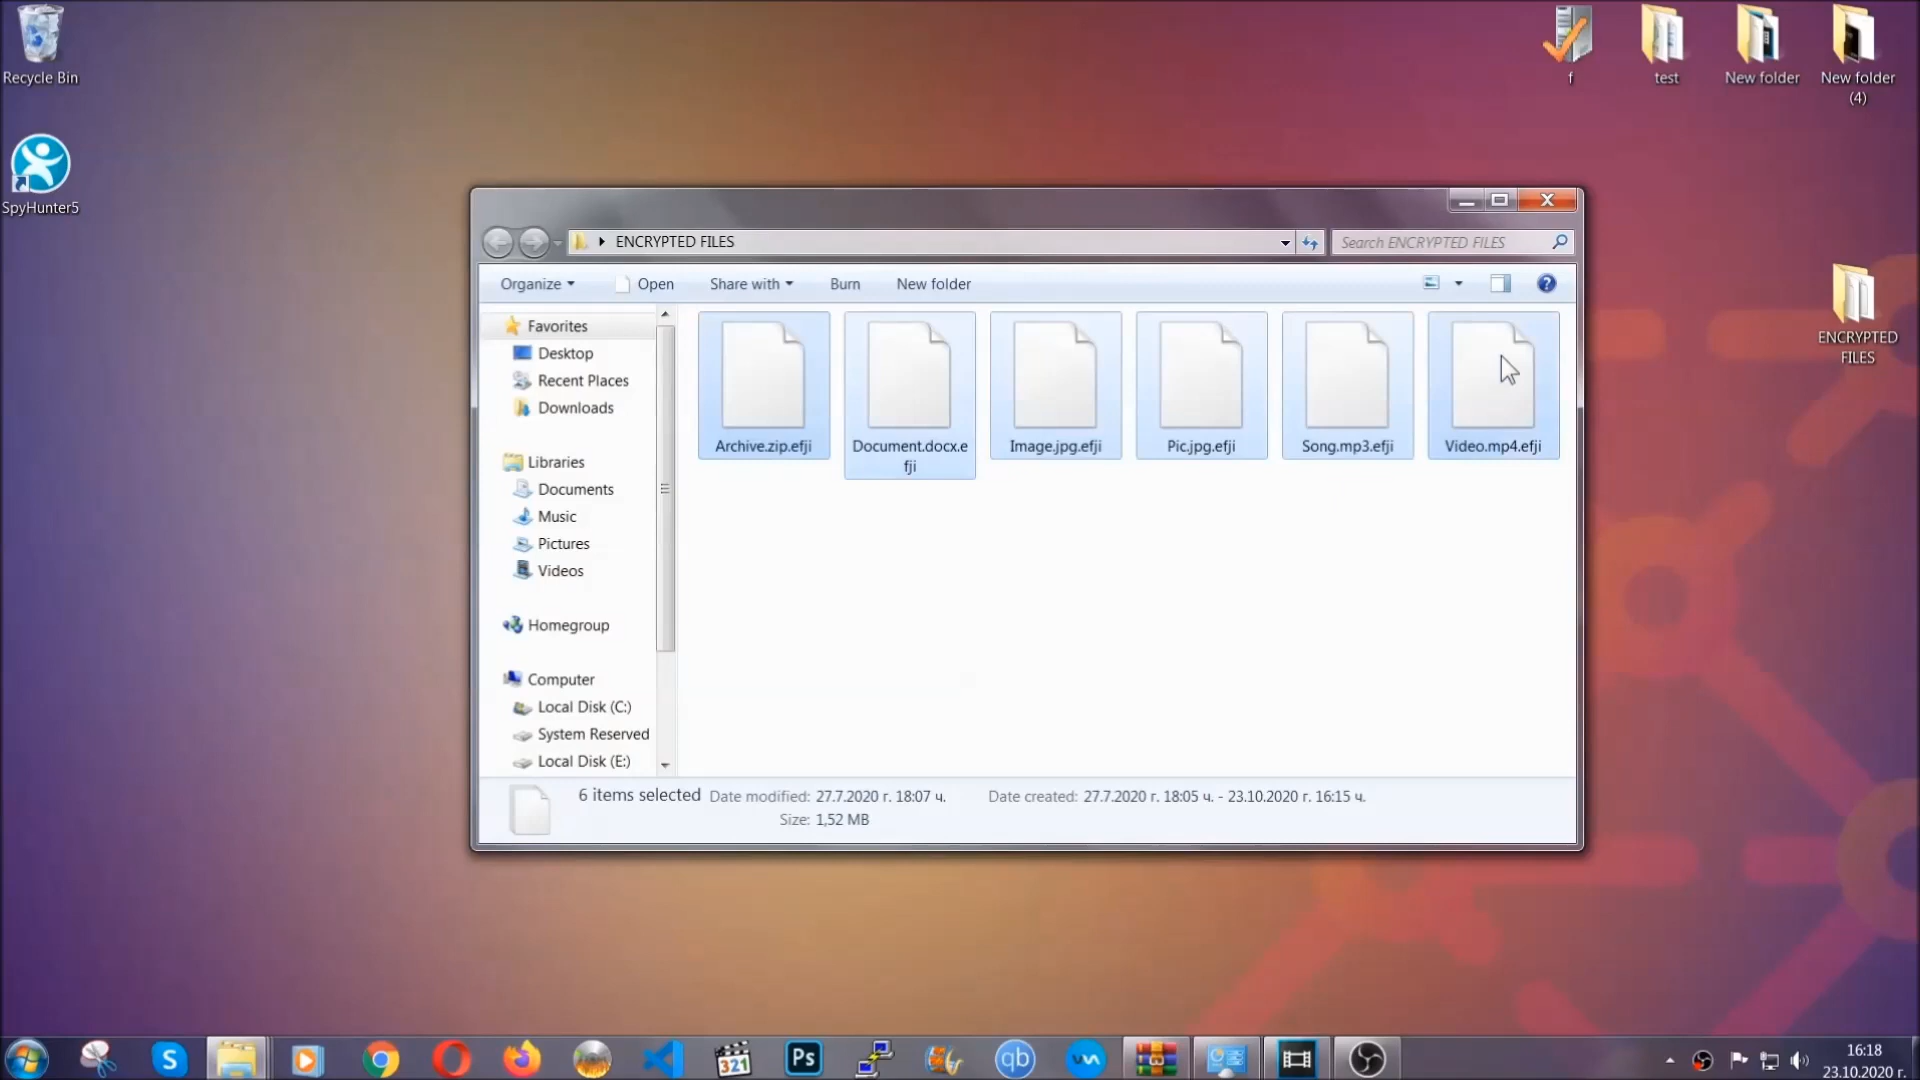 Recycle Bin
SpyHunter5
f
test
New folder
New folder
(4)
ENCRYPTED
FILES
ENCRYPTED FILES
Search ENCRYPTED FILES
Organize
Open
Share with
Burn
New folder
Favorites
Desktop
Recent Places
Downloads
Libraries
Documents
Music
Pictures
Videos
Homegroup
Computer
Local Disk (C:)
System Reserved
Local Disk (E:)
Archive.zip.efji
Document.docx.e
fji
Image.jpg.efji
Pic.jpg.efji
Song.mp3.efji
Video.mp4.efji
6 items selected
Date modified: 27.7.2020 г. 18:07 ч.
Date created: 27.7.2020 г. 18:05 ч. - 23.10.2020 г. 16:15 ч.
Size: 1,52 MB
S
321
Ps
qb
16:18
23.10.2020 г.